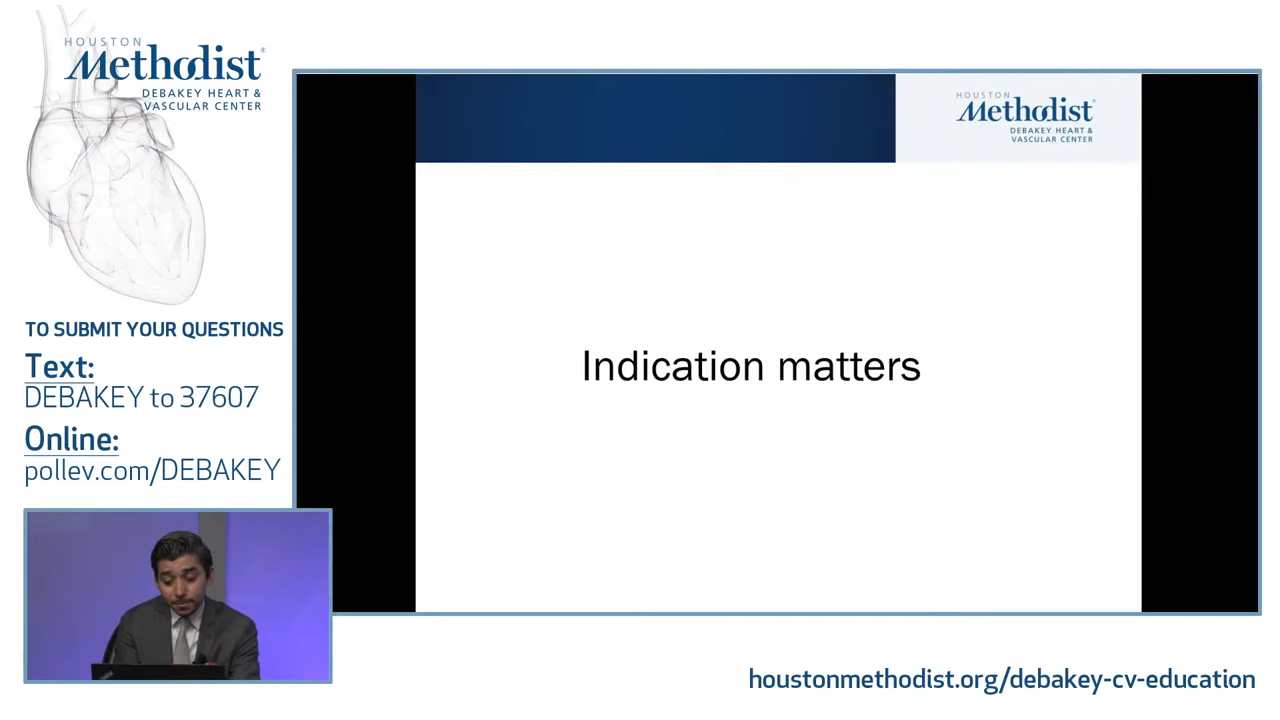 HOUSTON
Methodist
DEBAKEY HEART &
VASCULAR CENTER
TO SUBMIT YOUR QUESTIONS
Text:
DEBAKEY to 37607
Online:
pollev.com/DEBAKEY
HOUSTON
Methodist
DEBAKEY HEART &
VASCULAR CENTER
Indication matters
houstonmethodist.org/debakey-cv-education